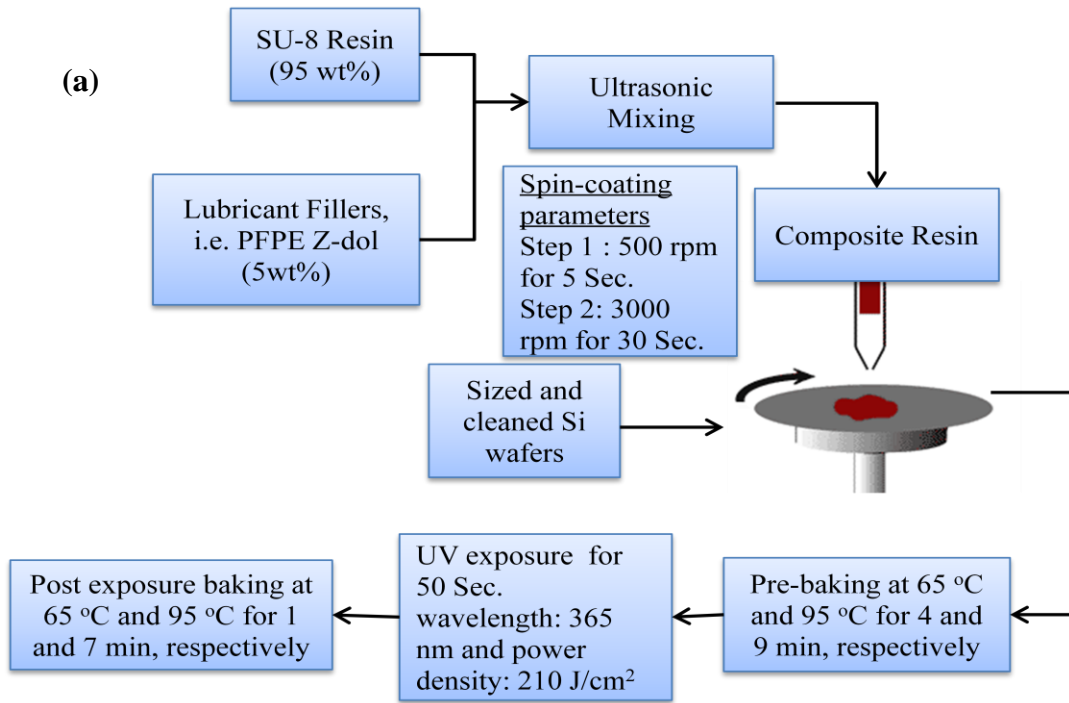 (a)
SU-8 Resin
(95 wt%)
Lubricant Fillers,
i.e. PFPE Z-dol
(5wt%)
Ultrasonic
Mixing
Spin-coating
parameters
Step 1 : 500 rpm
for 5 Sec.
Step 2: 3000
rpm for 30 Sec.
Composite Resin
Sized and
cleaned Si
wafers
Post exposure baking at
65 ºC and 95 ºC for 1
and 7 min, respectively
UV exposure for
50 Sec.
wavelength: 365
nm and power
density: 210 J/cm²
Pre-baking at 65 ºC
and 95 ºC for 4 and
9 min, respectively